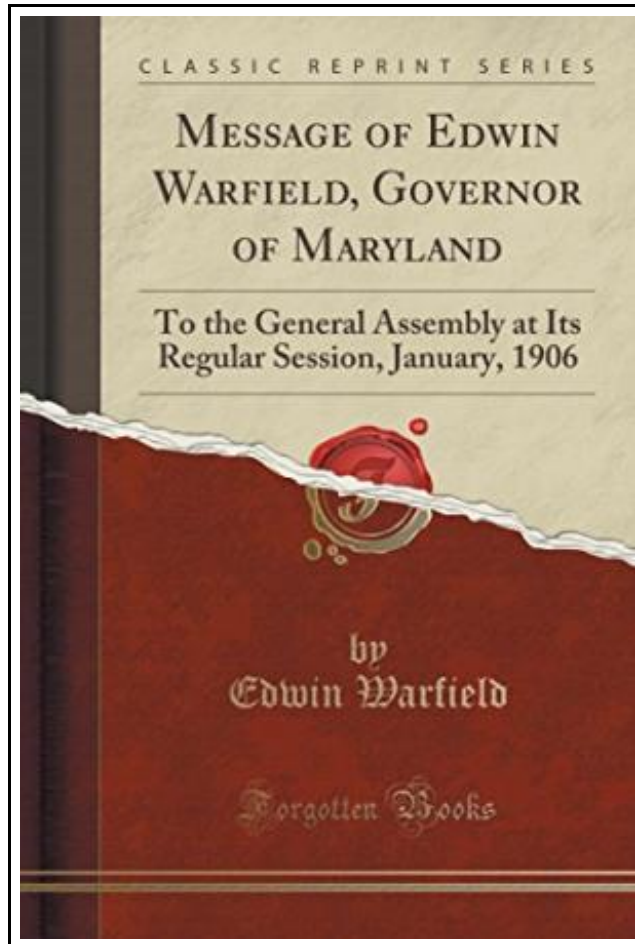 CLASSIC REPRINT SERIES
MESSAGE OF EDWIN
WARFIELD, GOVERNOR
OF MARYLAND
To the General Assembly at Its
Regular Session, January, 1906
F
by
Edwin Warfield
Forgotten Books